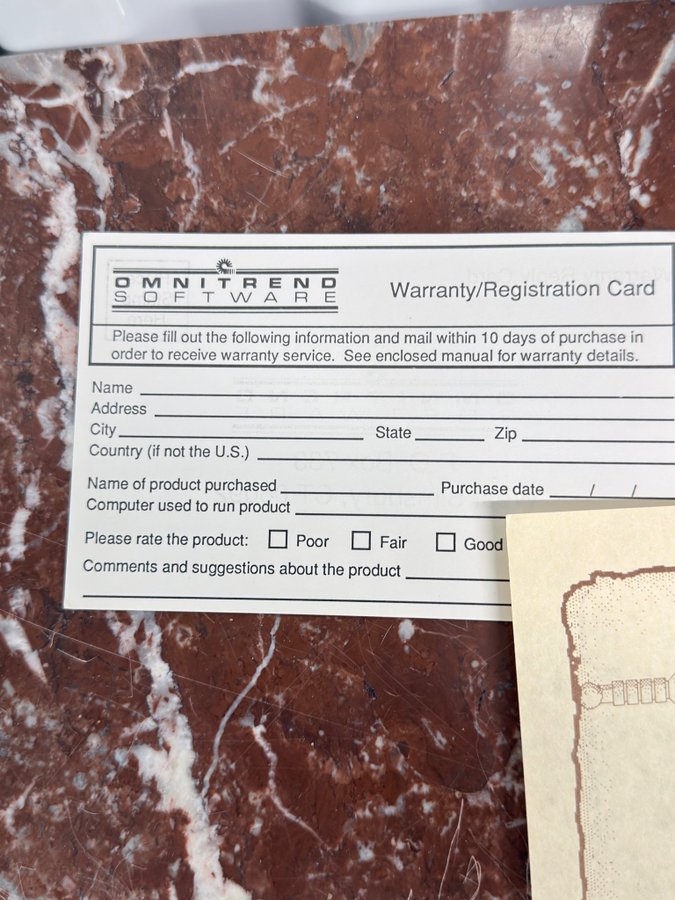 OMNITREND
SOFTWARE
Warranty/Registration Card
Please fill out the following information and mail within 10 days of purchase in
order to receive warranty service. See enclosed manual for warranty details.
Name
Address
City State Zip
Country (if not the U.S.)
Name of product purchased Purchase date / /
Computer used to run product
Please rate the product: Poor Fair Good
Comments and suggestions about the product